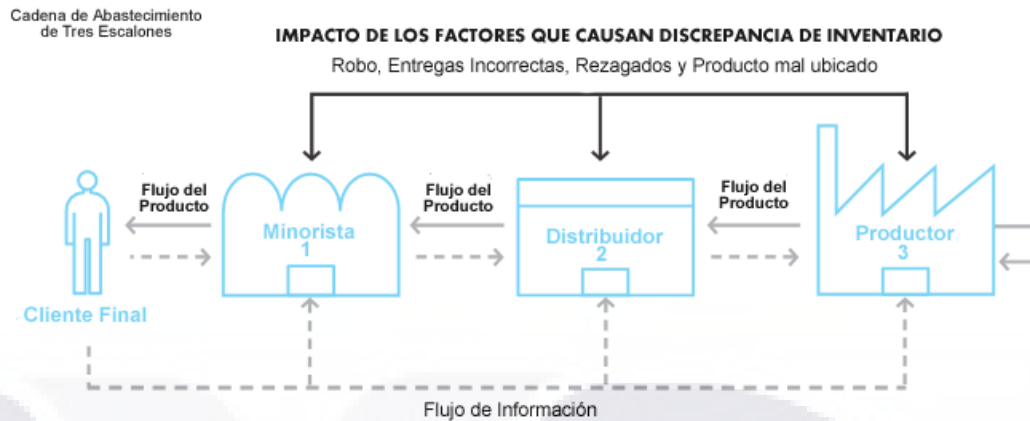 Cadena de Abastecimiento
de Tres Escalones
IMPACTO DE LOS FACTORES QUE CAUSAN DISCREPANCIA DE INVENTARIO
Robo, Entregas Incorrectas, Rezagados y Producto mal ubicado
Flujo del
Producto
Flujo del
Producto
Flujo del
Producto
Minorista
1
Distribuidor
2
Productor
3
Cliente Final
Flujo de Información